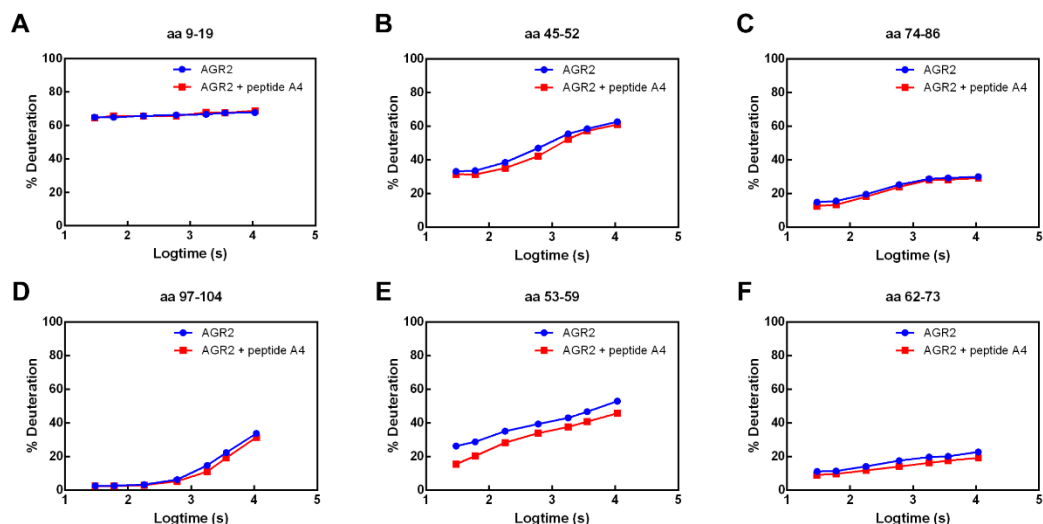 A
aa 9-19
% Deuteration
100
80
60
40
20
0
AGR2
AGR2 + peptide A4
1 2 3 4 5
Logtime (s)
B
aa 45-52
% Deuteration
100
80
60
40
20
0
AGR2
AGR2 + peptide A4
1 2 3 4 5
Logtime (s)
C
aa 74-86
% Deuteration
100
80
60
40
20
0
AGR2
AGR2 + peptide A4
1 2 3 4 5
Logtime (s)
D
aa 97-104
% Deuteration
100
80
60
40
20
0
AGR2
AGR2 + peptide A4
1 2 3 4 5
Logtime (s)
E
aa 53-59
% Deuteration
100
80
60
40
20
0
AGR2
AGR2 + peptide A4
1 2 3 4 5
Logtime (s)
F
aa 62-73
% Deuteration
100
80
60
40
20
0
AGR2
AGR2 + peptide A4
1 2 3 4 5
Logtime (s)